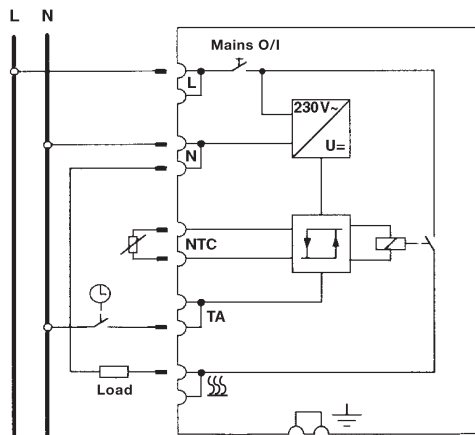 L N
Mains O/I
L
230V~
U=
N
NTC
TA
Load